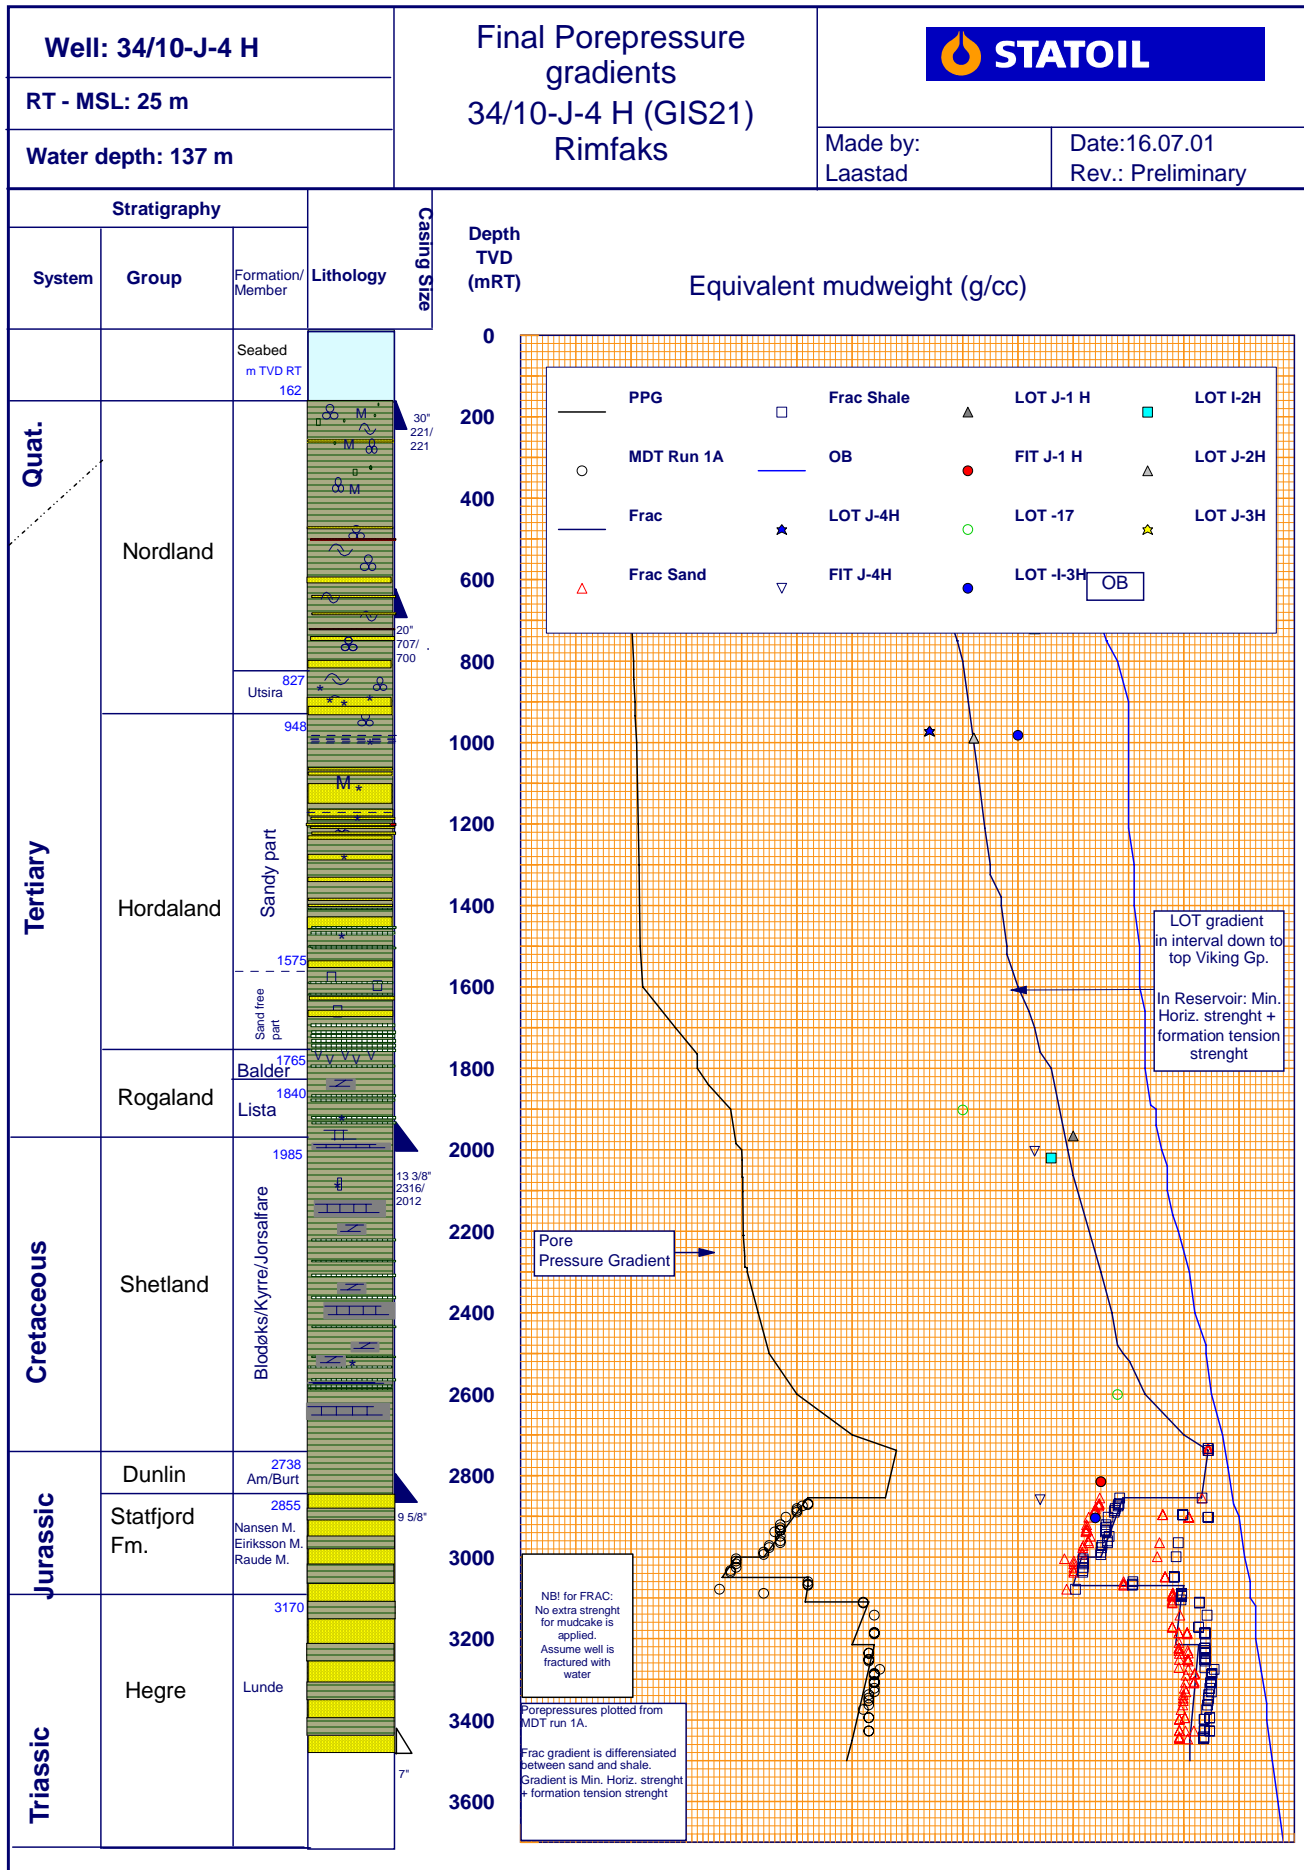 Well: 34/10-J-4 H
RT - MSL: 25 m
Water depth: 137 m
Final Porepressure
gradients
34/10-J-4 H (GIS21)
Rimfaks
STATOIL
Made by:
Laastad
Date:16.07.01
Rev.: Preliminary
Stratigraphy
System
Group
Formation/
Member
Lithology
Casing Size
Depth
TVD
(mRT)
Equivalent mudweight (g/cc)
Quat.
Tertiary
Cretaceous
Jurassic
Triassic
Nordland
Hordaland
Rogaland
Shetland
Dunlin
Statfjord
Fm.
Hegre
Seabed
m TVD RT
162
827
Utsira
948
Sandy part
1575
Sand free
part
1765
Balder
1840
Lista
1985
Blodøks/Kyrre/Jorsalfare
2738
Am/Burt
2855
Nansen M.
Eiriksson M.
Raude M.
3170
Lunde
M
M
M
M
V V V V V
30"
221/
221
20"
707/
700
13 3/8"
2316/
2012
9 5/8"
7"
0
200
400
600
800
1000
1200
1400
1600
1800
2000
2200
2400
2600
2800
3000
3200
3400
3600
PPG
Frac Shale
LOT J-1 H
LOT I-2H
MDT Run 1A
OB
FIT J-1 H
LOT J-2H
Frac
LOT J-4H
LOT -17
LOT J-3H
Frac Sand
FIT J-4H
LOT -I-3H
OB
LOT gradient
in interval down to
top Viking Gp.
In Reservoir: Min.
Horiz. strenght +
formation tension
strenght
Pore
Pressure Gradient
NB! for FRAC:
No extra strenght
for mudcake is
applied.
Assume well is
fractured with
water
Porepressures plotted from
MDT run 1A.
Frac gradient is differensiated
between sand and shale.
Gradient is Min. Horiz. strenght
+ formation tension strenght